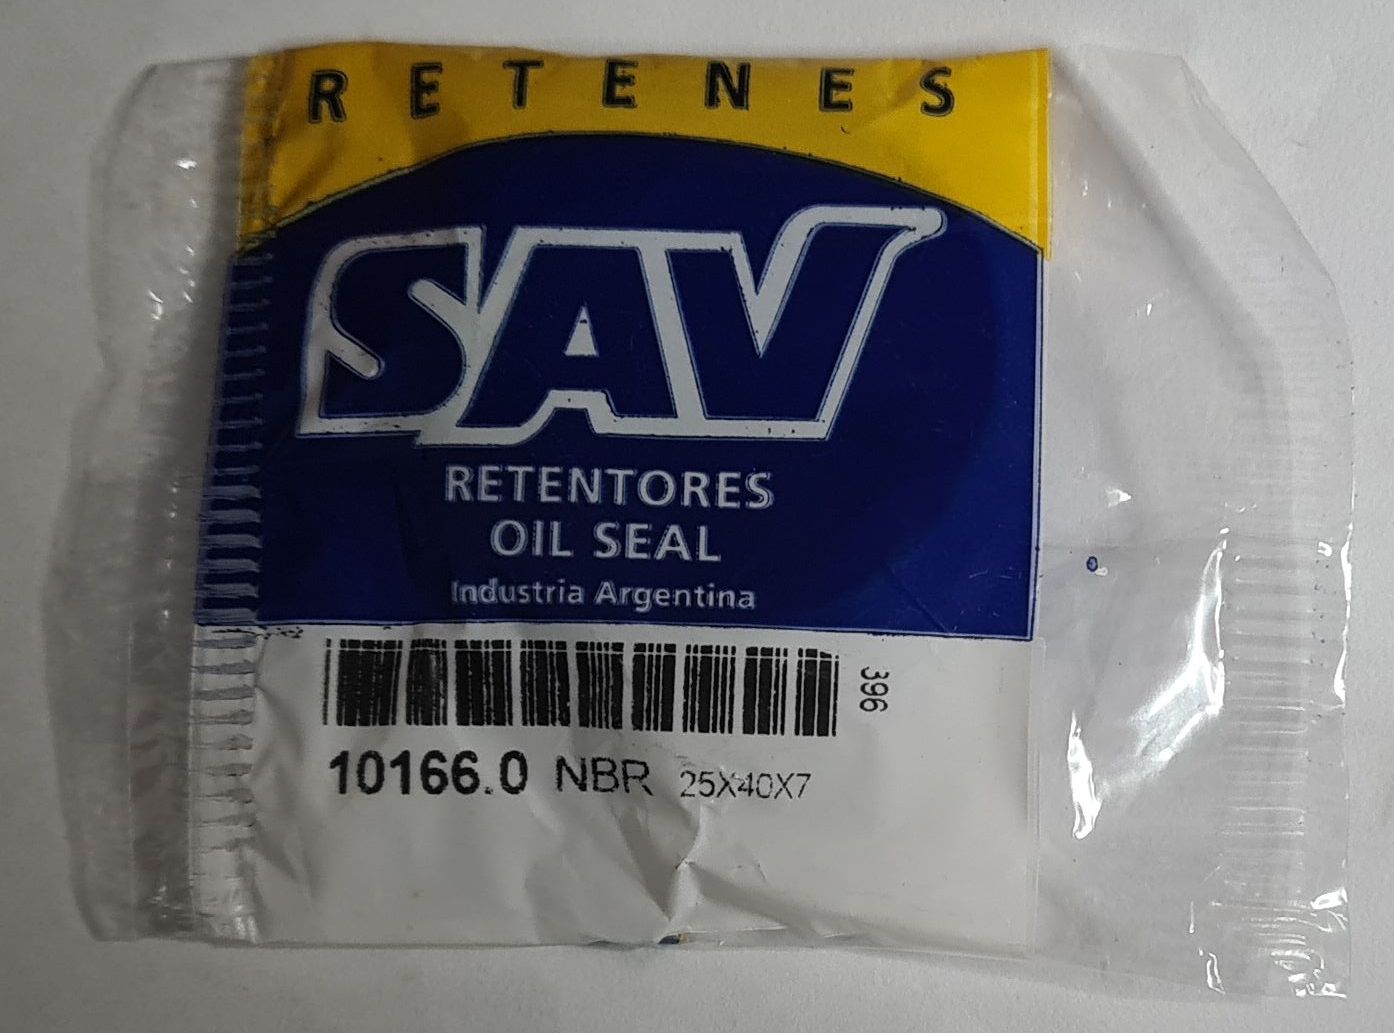 RETENES
SAV
RETENTORES
OIL SEAL
Industria Argentina
396
10166.0 NBR 25X40X7